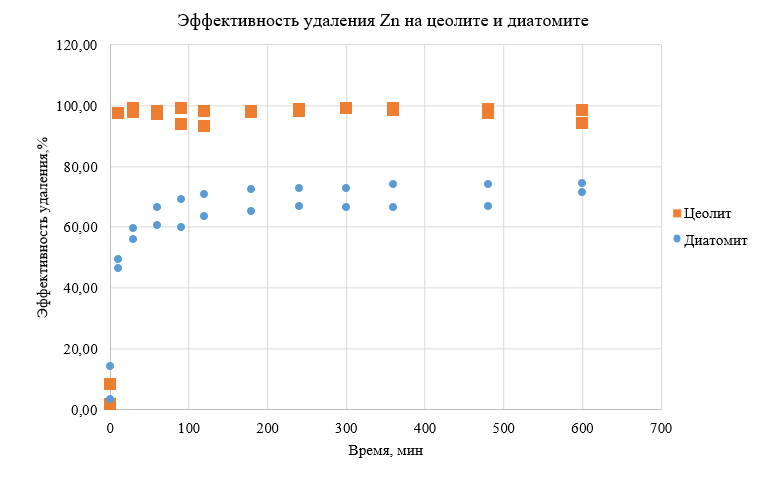 Эффективность удаления Zn на цеолите и диатомите
120,00
100,00
80,00
60,00
40,00
20,00
0,00
Эффективность удаления,%
0 100 200 300 400 500 600 700
Время, мин
Цеолит
Диатомит